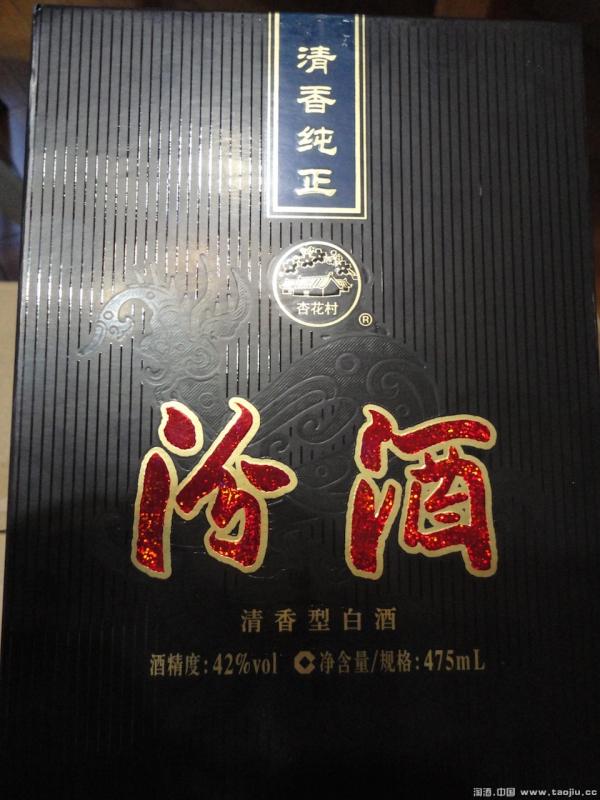 清香纯正
杏花村
®
汾酒
清香型白酒
酒精度:42%vol 净含量/规格:475mL
淘酒.中国 www.taojiu.cc